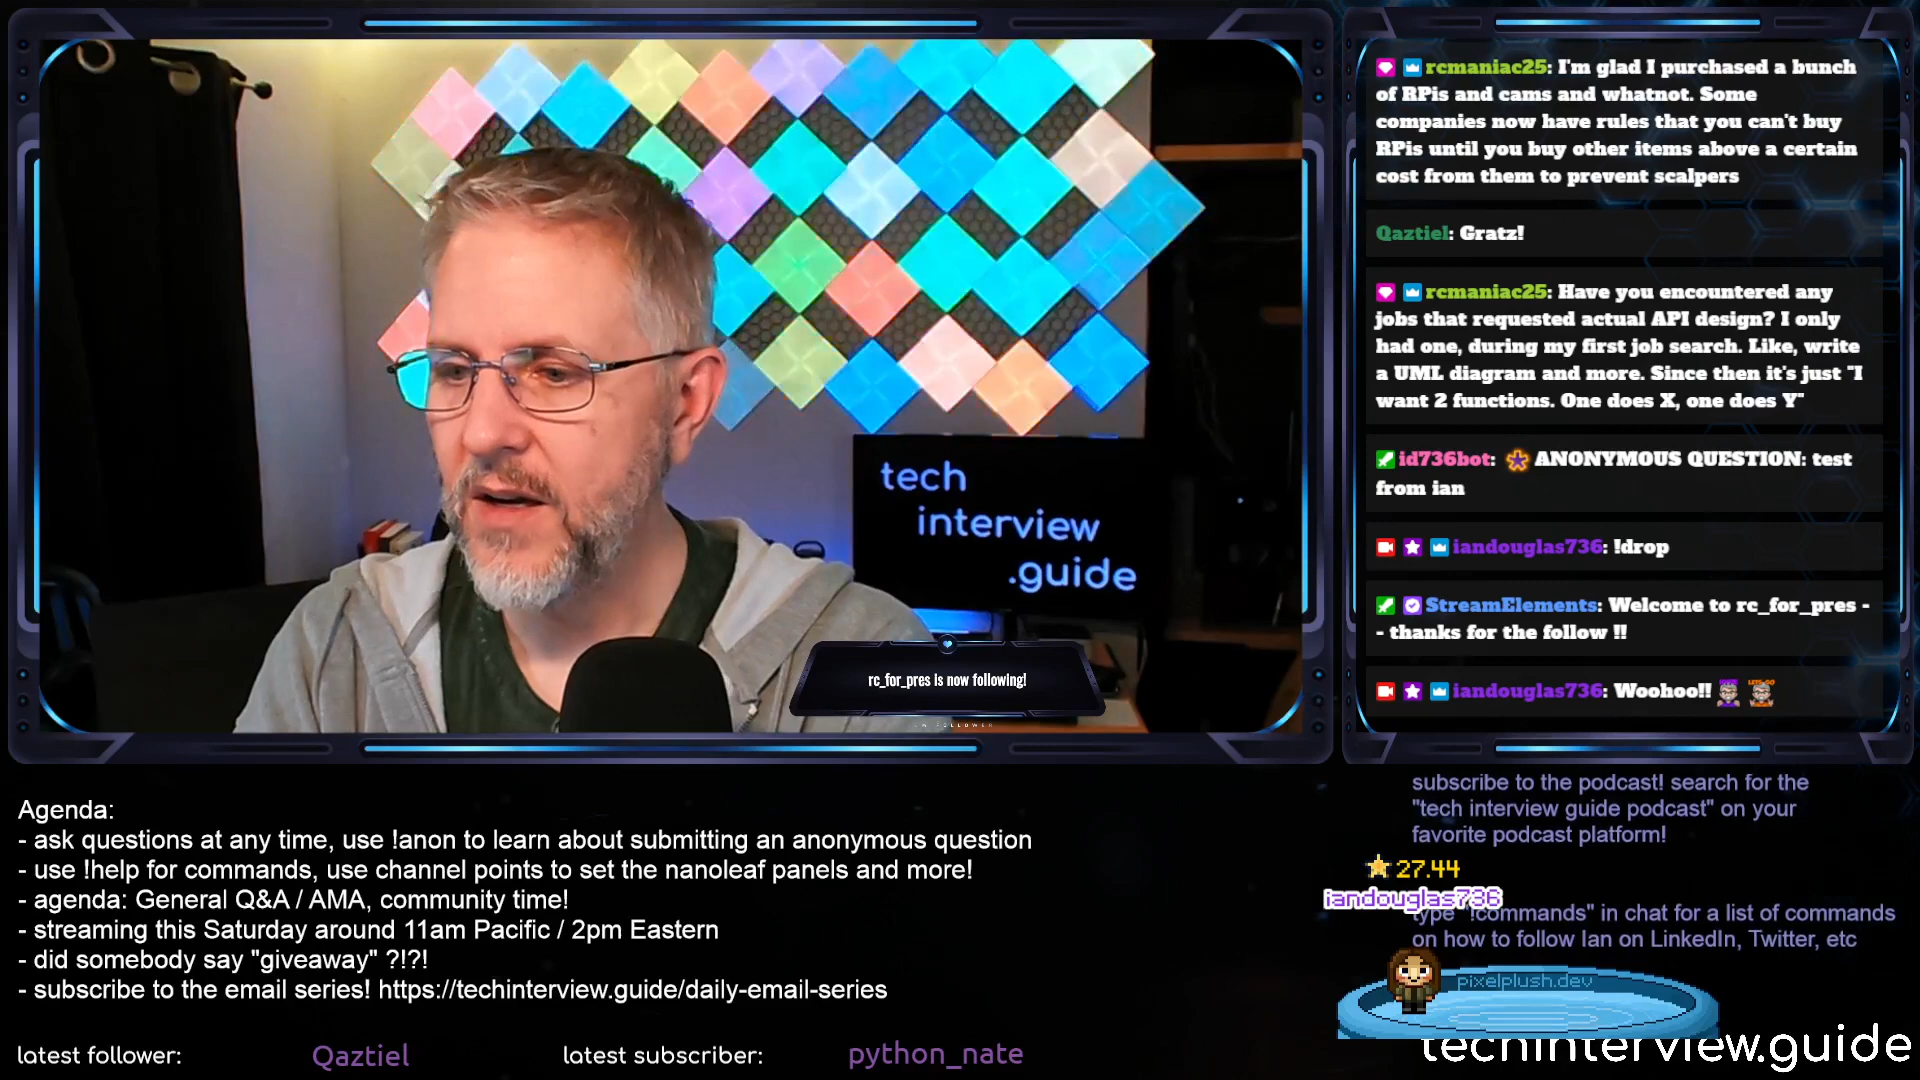 rcmaniac25: I'm glad I purchased a bunch
of RPis and cams and whatnot. Some
companies now have rules that you can't buy
RPis until you buy other items above a certain
cost from them to prevent scalpers
Qaztiel: Gratz!
rcmaniac25: Have you encountered any
jobs that requested actual API design? I only
had one, during my first job search. Like, write
a UML diagram and more. Since then it's just "I
want 2 functions. One does X, one does Y"
id736bot: ANONYMOUS QUESTION: test
from ian
iandouglas736: !drop
StreamElements: Welcome to rc_for_pres -
- thanks for the follow !!
iandouglas736: Woohoo!! LETS GO
tech
interview
.guide
rc_for_pres is now following!
FOLLOWER
subscribe to the podcast! search for the
"tech interview guide podcast" on your
favorite podcast platform!
27.44
iandouglas736
type "!commands" in chat for a list of commands
on how to follow Ian on LinkedIn, Twitter, etc
pixelplush.dev
techinterview.guide
Agenda:
- ask questions at any time, use !anon to learn about submitting an anonymous question
- use !help for commands, use channel points to set the nanoleaf panels and more!
- agenda: General Q&A / AMA, community time!
- streaming this Saturday around 11am Pacific / 2pm Eastern
- did somebody say "giveaway" ?!?!
- subscribe to the email series! https://techinterview.guide/daily-email-series
latest follower: Qaztiel latest subscriber: python_nate